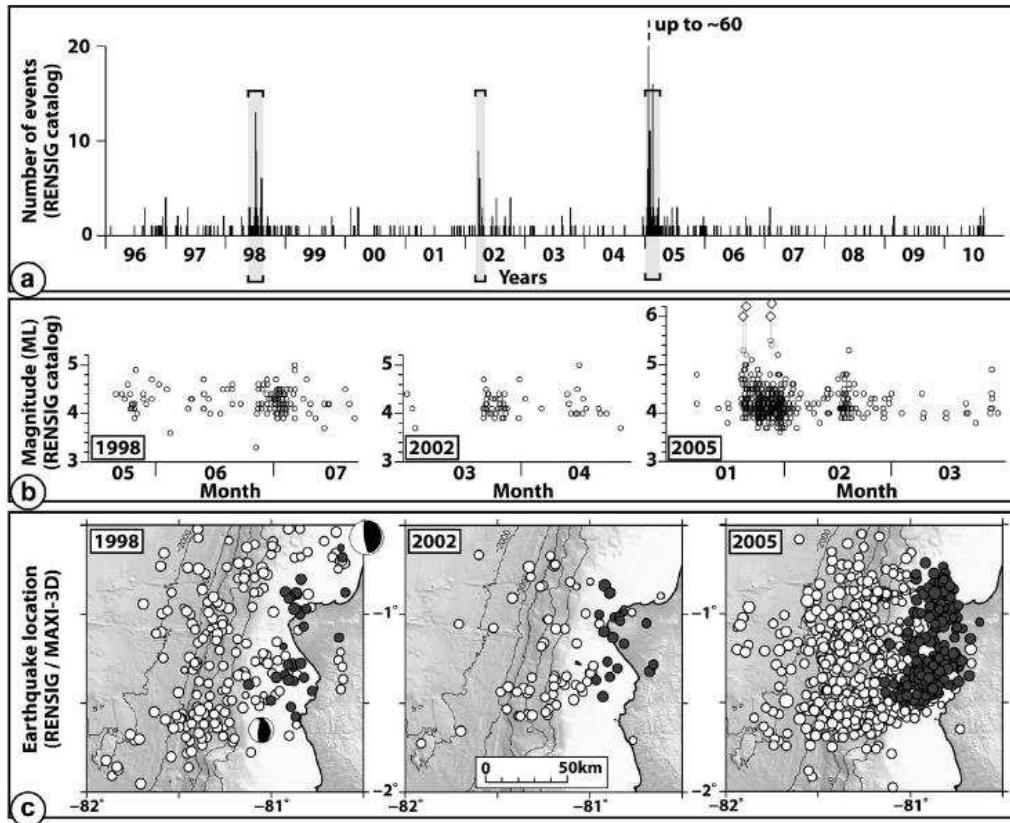 up to ~60
Number of events
(RENSIG catalog)
20
10
0
96 97 98 99 00 01 02 03 04 05 06 07 08 09 10
Years
a
Magnitude (ML)
(RENSIG catalog)
5
4
3
1998
05 06 07
Month
5
4
3
2002
03 04
Month
6
5
4
3
2005
01 02 03
Month
b
Earthquake location
(RENSIG / MAXI-3D)
1998
2002
2005
−1°
−1°
0 50km
−2°
−2°
−82° −81°
−82° −81°
−82° −81°
c